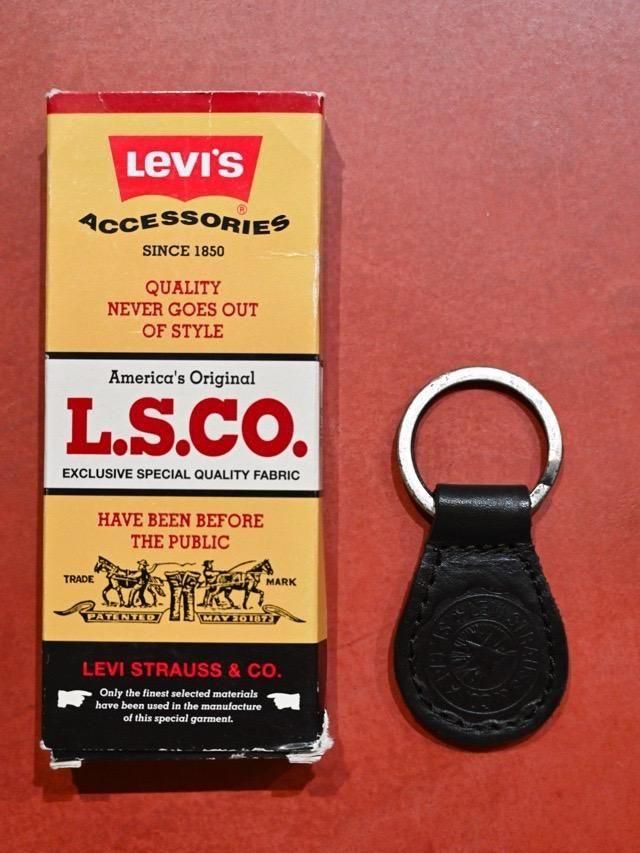 Levi's
®
ACCESSORIES
SINCE 1850
QUALITY
NEVER GOES OUT
OF STYLE
America's Original
L.S.CO.
EXCLUSIVE SPECIAL QUALITY FABRIC
HAVE BEEN BEFORE
THE PUBLIC
TRADE MARK
PATENTED MAY 20 1873
LEVI STRAUSS & CO.
Only the finest selected materials
have been used in the manufacture
of this special garment.